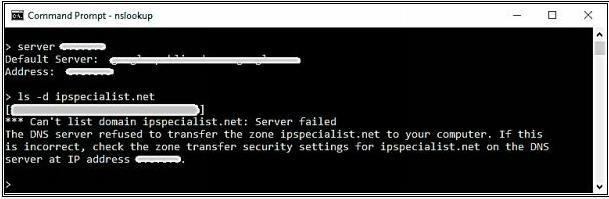 Command Prompt - nslookup
> server
Default Server:
Address:
> ls -d ipspecialist.net
[ ]
*** Can't list domain ipspecialist.net: Server failed
The DNS server refused to transfer the zone ipspecialist.net to your computer. If this
is incorrect, check the zone transfer security settings for ipspecialist.net on the DNS
server at IP address .
>